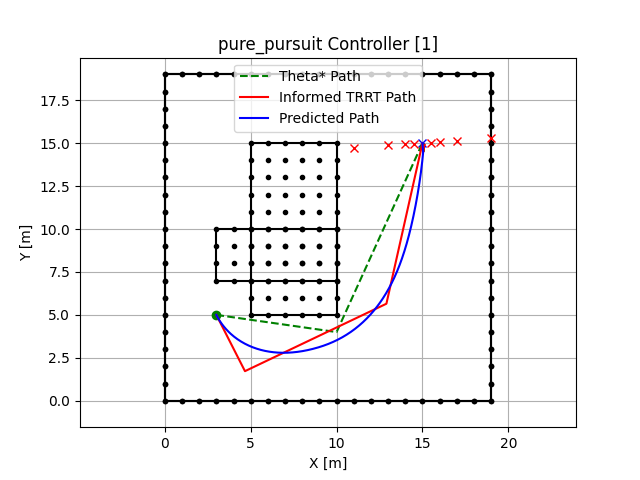 pure_pursuit Controller [1]
Theta* Path
Informed TRRT Path
Predicted Path
17.5
15.0
12.5
10.0
7.5
5.0
2.5
0.0
Y [m]
0 5 10 15 20
X [m]